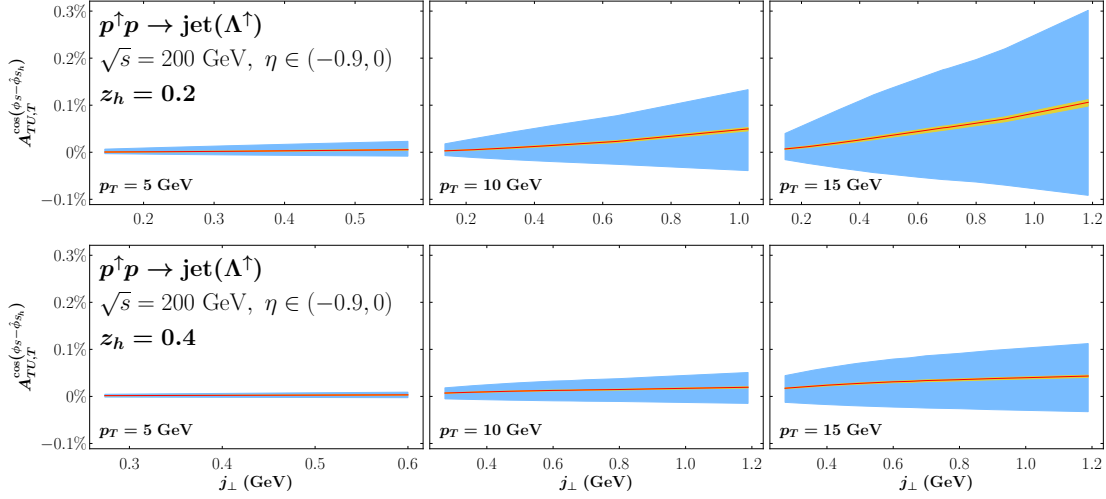 p↑p → jet(Λ↑)
√s = 200 GeV, η ∈ (−0.9, 0)
z_h = 0.2
A_{TU,T}^{cos(ϕ_S−ϕ̂_{S_h})}
0.3%
0.2%
0.1%
0%
−0.1%
p_T = 5 GeV
p_T = 10 GeV
p_T = 15 GeV
0.2 0.3 0.4 0.5
0.2 0.4 0.6 0.8 1.0
0.2 0.4 0.6 0.8 1.0 1.2
p↑p → jet(Λ↑)
√s = 200 GeV, η ∈ (−0.9, 0)
z_h = 0.4
A_{TU,T}^{cos(ϕ_S−ϕ̂_{S_h})}
0.3%
0.2%
0.1%
0%
−0.1%
p_T = 5 GeV
p_T = 10 GeV
p_T = 15 GeV
0.3 0.4 0.5 0.6
0.4 0.6 0.8 1.0 1.2
0.4 0.6 0.8 1.0 1.2
j_⊥ (GeV)
j_⊥ (GeV)
j_⊥ (GeV)